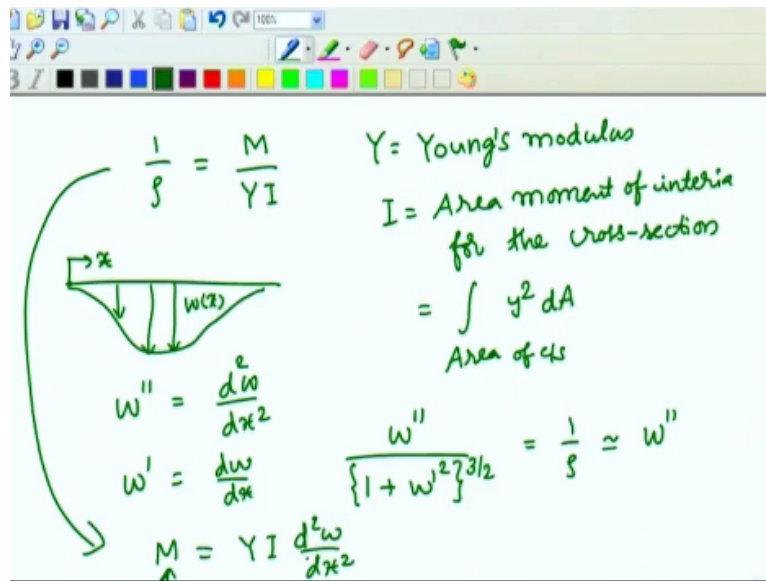 100%
B I
1/ρ = M/YI
Y = Young's modulus
I = Area moment of interia
for the cross-section
= ∫ y² dA
Area of c/s
→ x
w(x)
w'' = d²w/dx²
w' = dw/dx
w''/{1 + w'²}^3/2 = 1/ρ ≃ w''
M = YI d²w/dx²